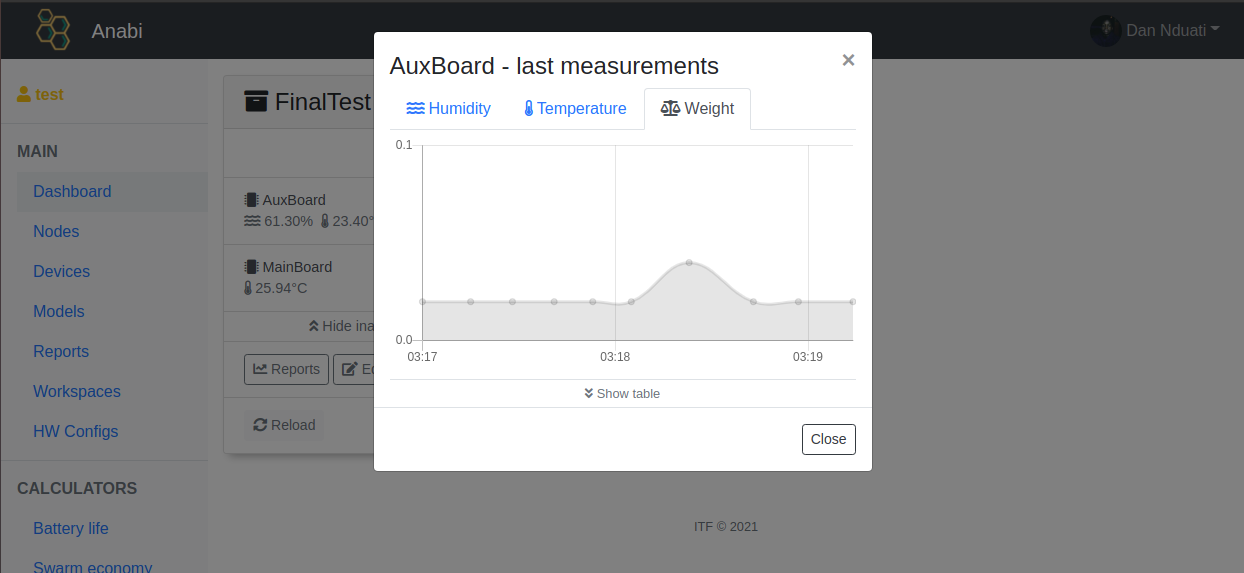 Anabi
Dan Nduati
test
MAIN
Dashboard
Nodes
Devices
Models
Reports
Workspaces
HW Configs
CALCULATORS
Battery life
Swarm economy
FinalTest
AuxBoard
61.30% 23.40°
MainBoard
25.94°C
Hide ina
Reports Ed
Reload
AuxBoard - last measurements ×
Humidity Temperature Weight
0.1
0.0
03:17 03:18 03:19
Show table
Close
ITF © 2021